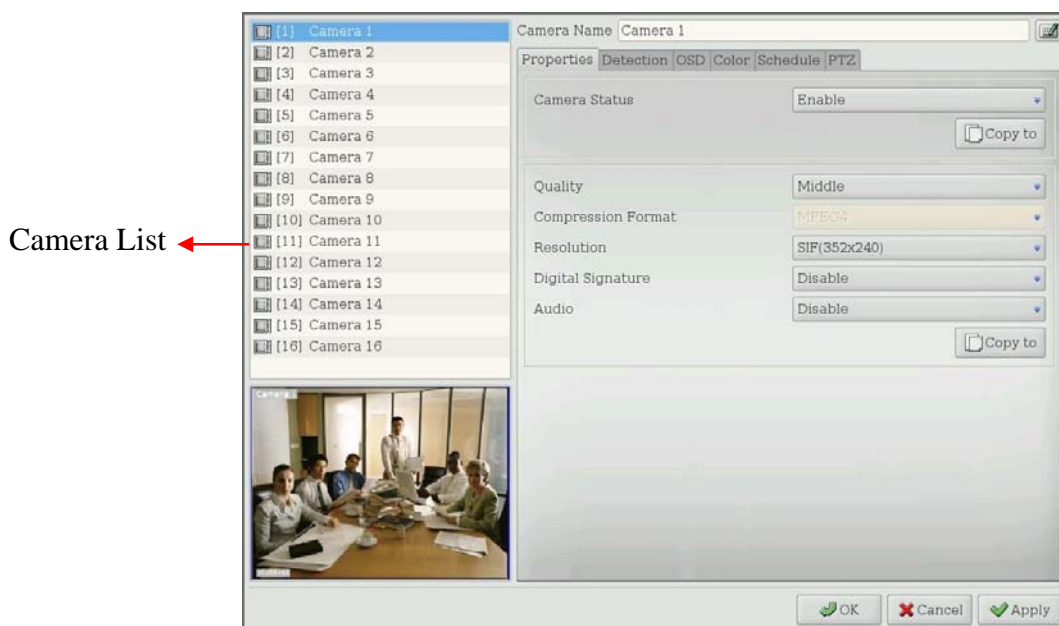 Camera List
[1] Camera 1
[2] Camera 2
[3] Camera 3
[4] Camera 4
[5] Camera 5
[6] Camera 6
[7] Camera 7
[8] Camera 8
[9] Camera 9
[10] Camera 10
[11] Camera 11
[12] Camera 12
[13] Camera 13
[14] Camera 14
[15] Camera 15
[16] Camera 16
Camera Name Camera 1
Properties Detection OSD Color Schedule PTZ
Camera Status Enable
Copy to
Quality Middle
Compression Format MPEG4
Resolution SIF(352x240)
Digital Signature Disable
Audio Disable
Copy to
OK Cancel Apply